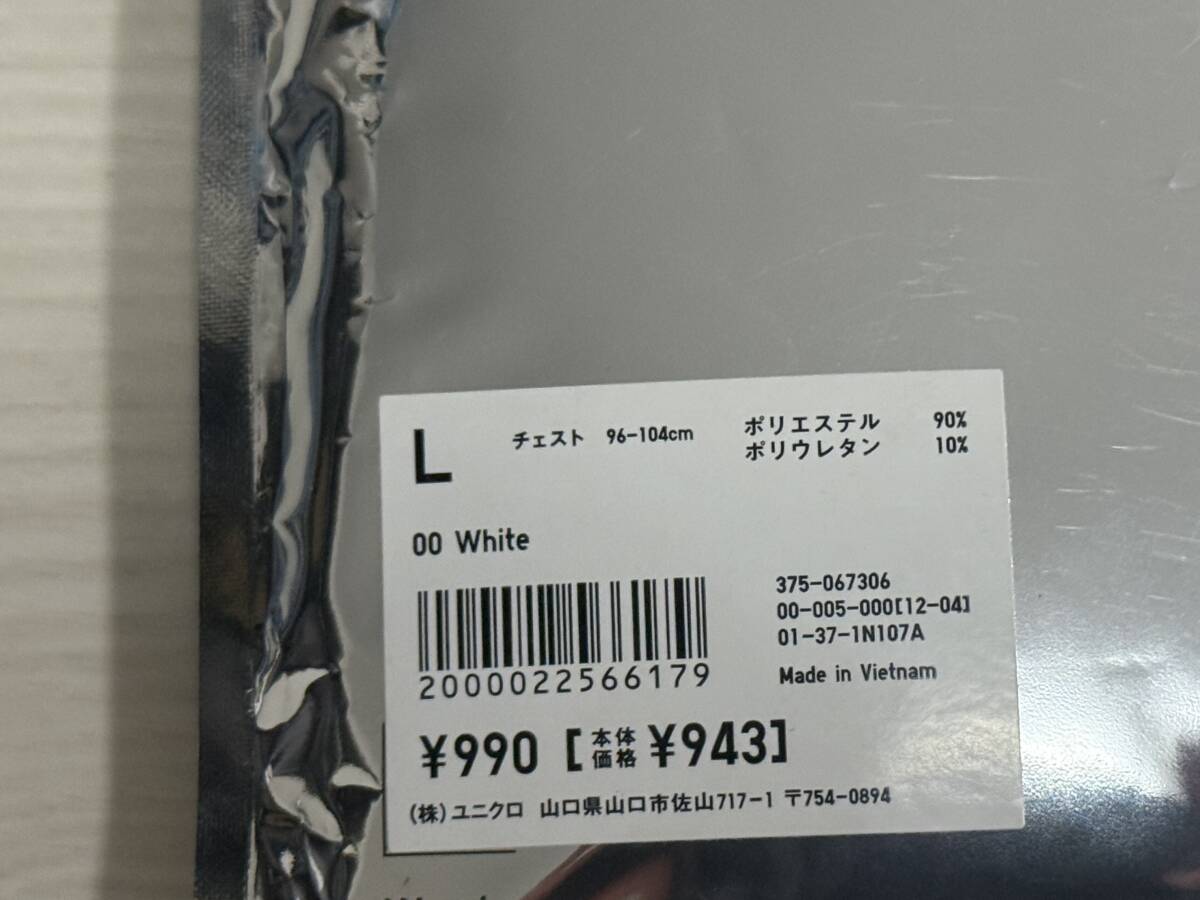 L チェスト 96-104cm ポリエステル 90%
ポリウレタン 10%
00 White
2000022566179
375-067306
00-005-000[12-04]
01-37-1N107A
Made in Vietnam
¥990 [本体価格 ¥943]
(株)ユニクロ 山口県山口市佐山717-1 〒754-0894